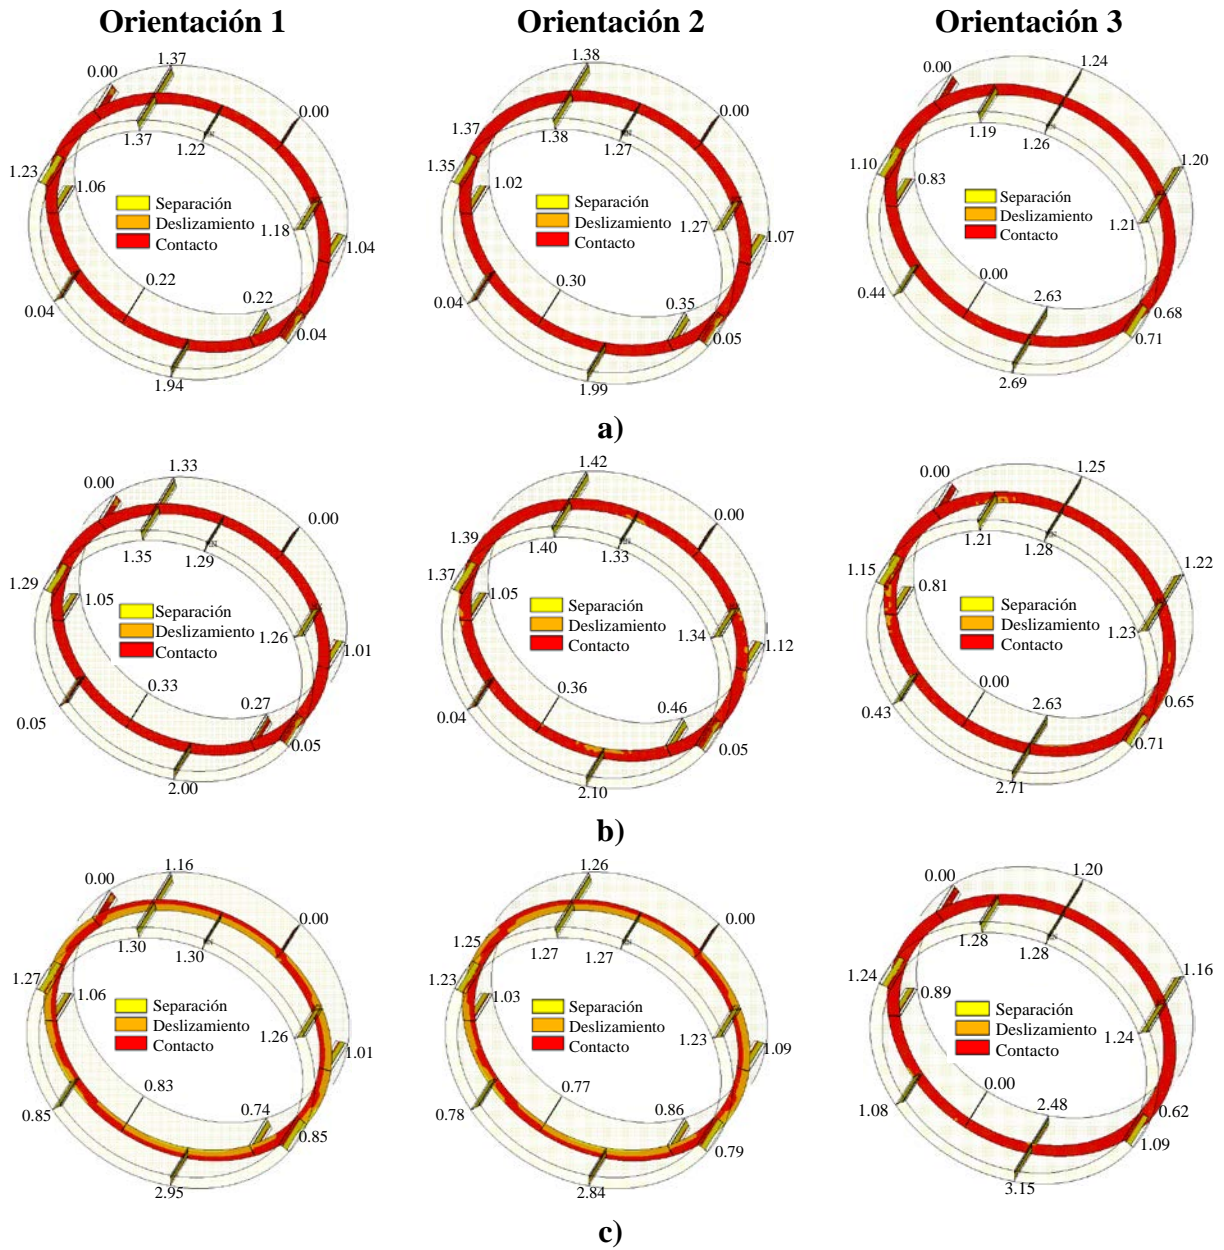 Orientación 1 Orientación 2 Orientación 3
0.00 1.37 0.00
1.37 1.22
1.23 1.06
Separación
Deslizamiento
Contacto
1.18 1.04
0.04 0.22 0.22 0.04
1.94
1.38 0.00
1.37 1.38 1.27
1.35 1.02
Separación
Deslizamiento
Contacto
1.27 1.07
0.04 0.30 0.35 0.05
1.99
0.00 1.24
1.19 1.26
1.10 0.83 1.20
Separación
Deslizamiento
Contacto
1.21
0.44 0.00 2.63 0.68
0.71
2.69
a)
0.00 1.33 0.00
1.35 1.29
1.29 1.05
Separación
Deslizamiento
Contacto
1.26 1.01
0.05 0.33 0.27 0.05
2.00
1.42 0.00
1.39 1.40 1.33
1.37 1.05
Separación
Deslizamiento
Contacto
1.34 1.12
0.04 0.36 0.46 0.05
2.10
0.00 1.25
1.21 1.28
1.15 0.81 1.22
Separación
Deslizamiento
Contacto
1.23
0.43 0.00 2.63 0.65
0.71
2.71
b)
0.00 1.16 0.00
1.30 1.30
1.27 1.06
Separación
Deslizamiento
Contacto
1.26 1.01
0.85 0.83 0.74 0.85
2.95
1.26 0.00
1.25 1.27 1.27
1.23 1.03
Separación
Deslizamiento
Contacto
1.23 1.09
0.78 0.77 0.86 0.79
2.84
0.00 1.20
1.28 1.28
1.24 0.89 1.16
Separación
Deslizamiento
Contacto
1.24
1.08 0.00 2.48 0.62
1.09
3.15
c)